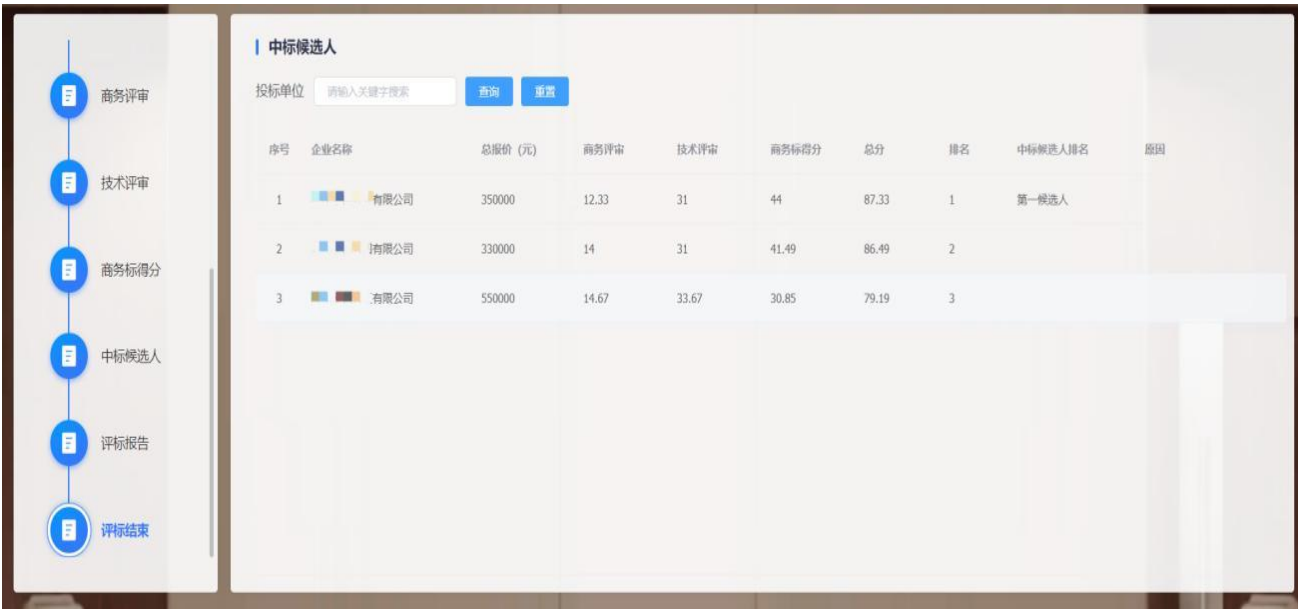 商务评审
技术评审
商务标得分
中标候选人
评标报告
评标结束
中标候选人
投标单位 请输入关键字搜索 查询 重置
序号 企业名称 总报价 (元) 商务评审 技术评审 商务标得分 总分 排名 中标候选人排名 原因
1 有限公司 350000 12.33 31 44 87.33 1 第一候选人
2 有限公司 330000 14 31 41.49 86.49 2
3 有限公司 550000 14.67 33.67 30.85 79.19 3